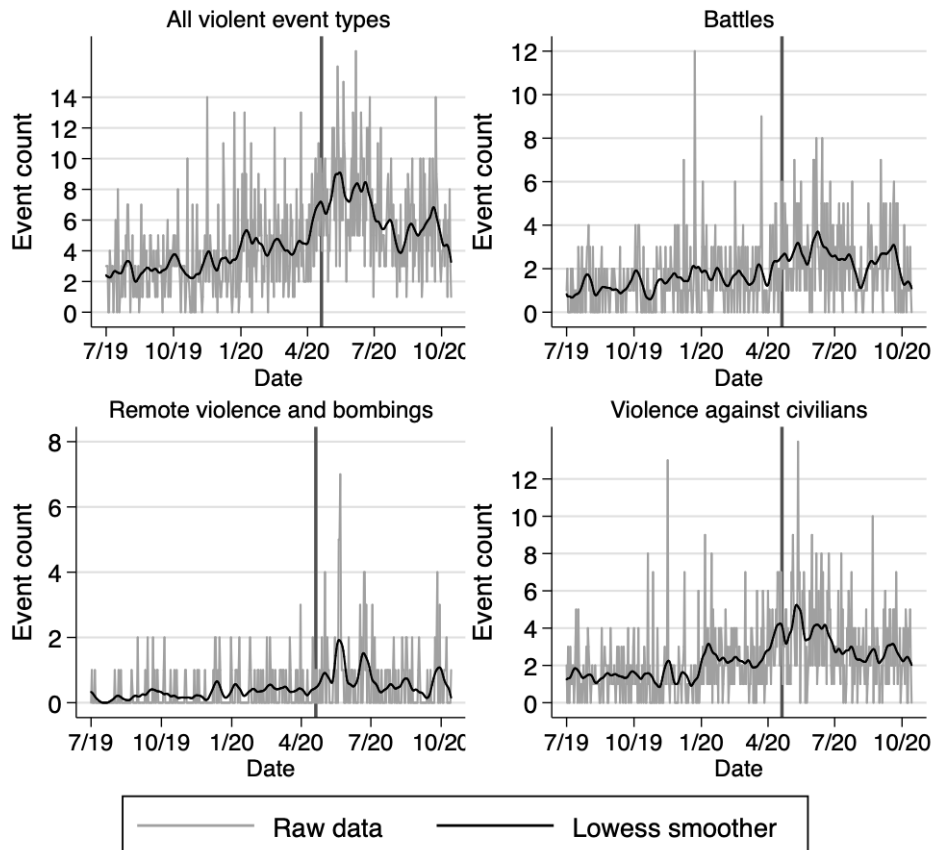 All violent event types
Event count
14
12
10
8
6
4
2
0
7/19 10/19 1/20 4/20 7/20 10/20
Date
Battles
Event count
12
10
8
6
4
2
0
7/19 10/19 1/20 4/20 7/20 10/20
Date
Remote violence and bombings
Event count
8
6
4
2
0
7/19 10/19 1/20 4/20 7/20 10/20
Date
Violence against civilians
Event count
12
10
8
6
4
2
0
7/19 10/19 1/20 4/20 7/20 10/20
Date
Raw data Lowess smoother